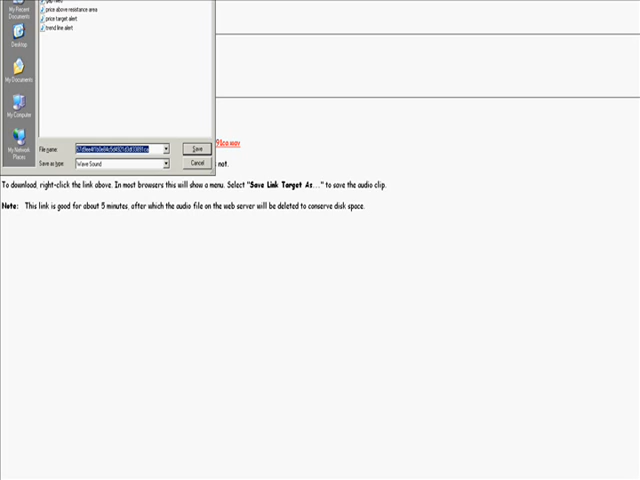 My Recent
Documents
price above resistance area
price target alert
trend line alert
Desktop
My Documents
My Computer
My Network
Places
File name:
Save
Save as type:
Wave Sound
Cancel
not.
To download, right-click the link above. In most browsers this will show a menu. Select "Save Link Target As..." to save the audio clip.
Note: This link is good for about 5 minutes, after which the audio file on the web server will be deleted to conserve disk space.